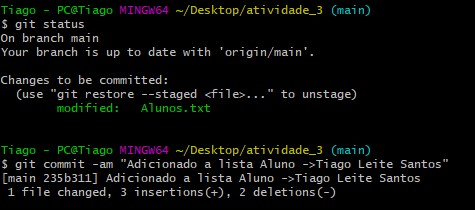 Tiago - PC@Tiago MINGW64 ~/Desktop/atividade_3 (main)
$ git status
On branch main
Your branch is up to date with 'origin/main'.
Changes to be committed:
(use "git restore --staged <file>..." to unstage)
modified:   Alunos.txt
Tiago - PC@Tiago MINGW64 ~/Desktop/atividade_3 (main)
$ git commit -am "Adicionado a lista Aluno ->Tiago Leite Santos"
[main 235b311] Adicionado a lista Aluno ->Tiago Leite Santos
1 file changed, 3 insertions(+), 2 deletions(-)